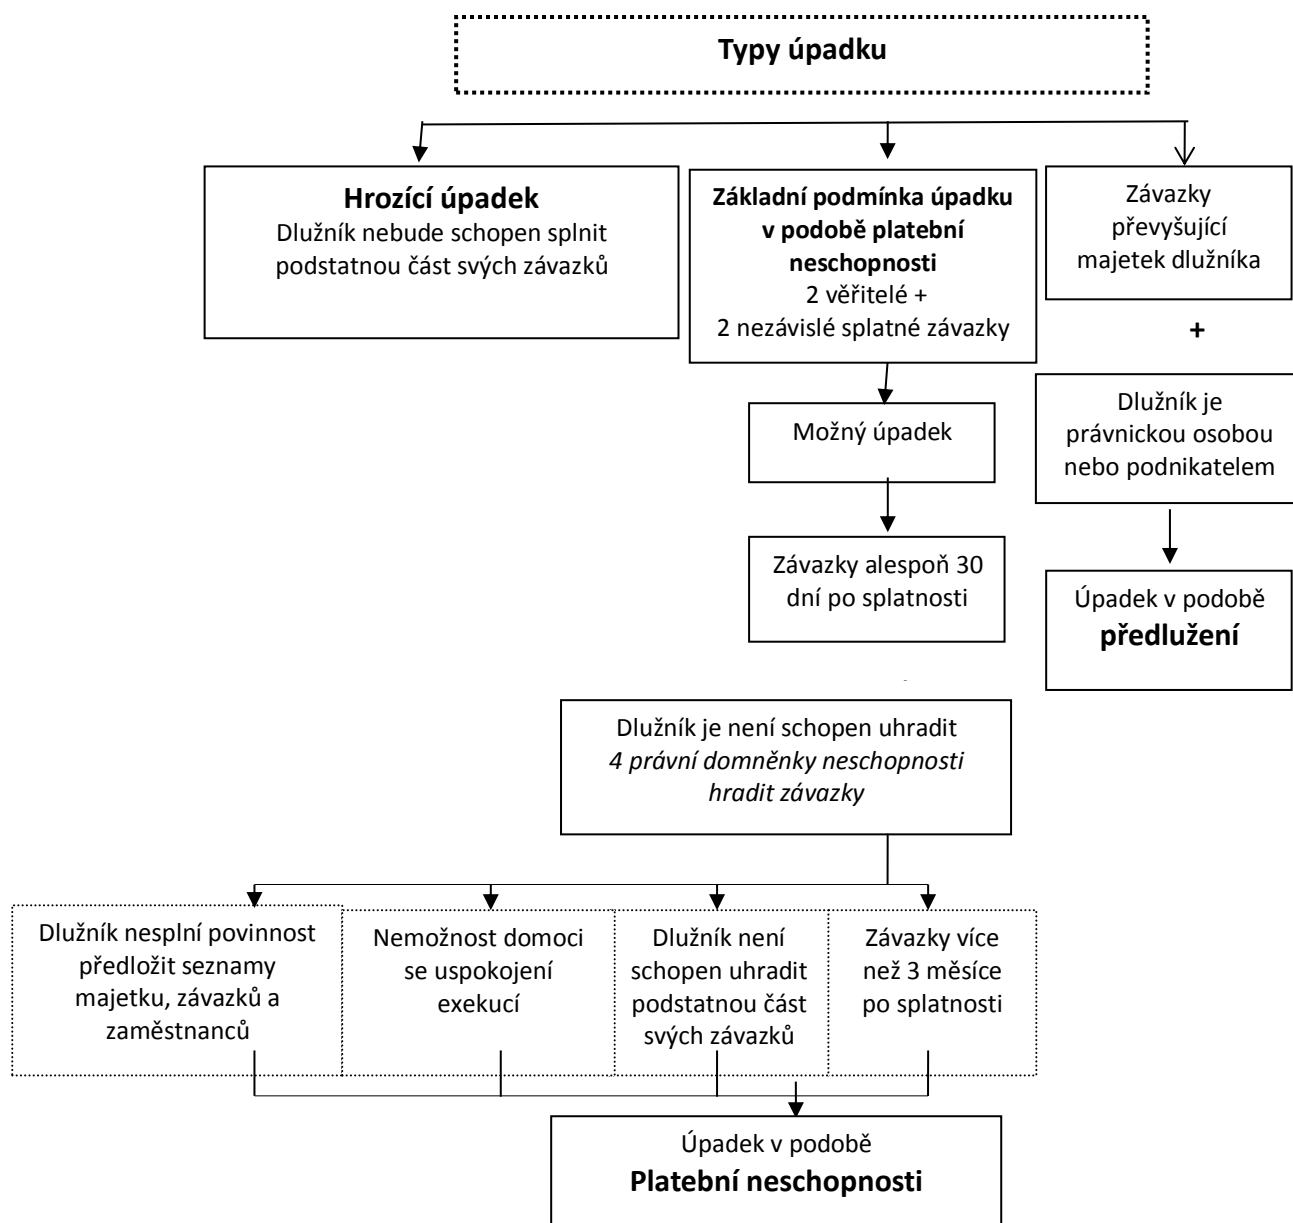 Typy úpadku
Hrozící úpadek
Dlužník nebude schopen splnit
podstatnou část svých závazků
Základní podmínka úpadku
v podobě platební
neschopnosti
2 věřitelé +
2 nezávislé splatné závazky
Závazky
převyšující
majetek dlužníka
+
Možný úpadek
Dlužník je
právnickou osobou
nebo podnikatelem
Závazky alespoň 30
dní po splatnosti
Úpadek v podobě
předlužení
Dlužník je není schopen uhradit
4 právní domněnky neschopnosti
hradit závazky
Dlužník nesplní povinnost
předložit seznamy
majetku, závazků a
zaměstnanců
Nemožnost domoci
se uspokojení
exekucí
Dlužník není
schopen uhradit
podstatnou část
svých závazků
Závazky více
než 3 měsíce
po splatnosti
Úpadek v podobě
Platební neschopnosti